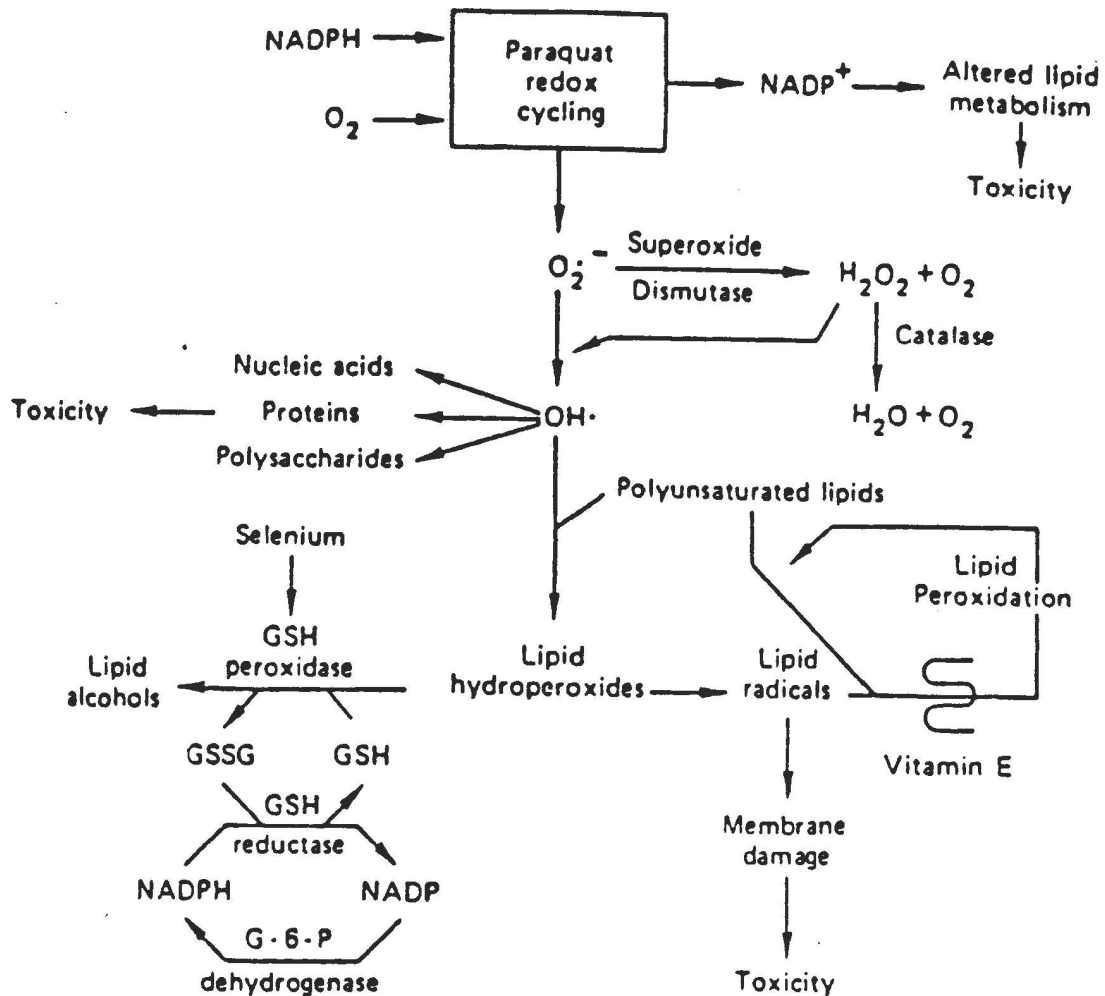 NADPH
O₂
Paraquat
redox
cycling
NADP⁺
Altered lipid
metabolism
Toxicity
O₂·⁻
Superoxide
Dismutase
H₂O₂ + O₂
Catalase
H₂O + O₂
Nucleic acids
Toxicity
Proteins
OH·
Polysaccharides
Polyunsaturated lipids
Selenium
Lipid
Peroxidation
GSH
peroxidase
Lipid
alcohols
Lipid
hydroperoxides
Lipid
radicals
GSSG
GSH
Vitamin E
GSH
reductase
Membrane
damage
NADPH
NADP
G-6-P
dehydrogenase
Toxicity